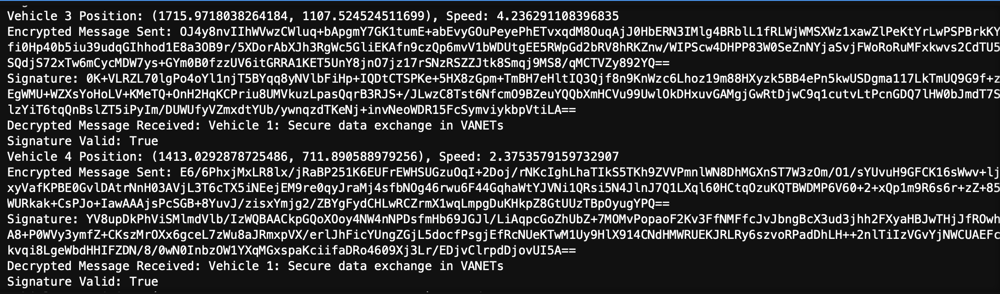 Vehicle 3 Position: (1715.9718038264184, 1107.524524511699), Speed: 4.236291108396835
Encrypted Message Sent: OJ4y8nvIIhWVwzCWluq+bApgmY7GK1tumE+abEvyGOuPeyePhETvxqdM8OuqAjJ0HbERN3IMlg4BRblL1fRLWjWMSXWz1xawZlPeKtYrLwPSPBrkKY
fi0Hp40b5iu39udqGIhhod1E8a3OB9r/5XDorAbXJh3RgWc5GliEKAfn9czQp6mvV1bWDUtgEE5RWpGd2bRV8hRKZnw/WIPScw4DHPP83W0SeZnNYjaSvjFWoRoRuMFxkwvs2CdTU5
SQdjS72xTw6mCycMDW7ys+GYm0B0fzzUV6itGRRA1KET5UnY8jnO7jz17rSNzRSZZJtk8Smqj9MS8/qMCTVZy892YQ==
Signature: 0K+VLRZL70lgPo4oYl1njT5BYqq8yNVlbFiHp+IQDtCTSPKe+5HX8zGpm+TmBH7eHltIQ3Qjf8n9KnWzc6Lhoz19m88HXyzk5BB4ePn5kwUSDgma117LkTmUQ9G9f+z
EgWMU+WZXsYoHoLV+KMeTQ+OnH2HqKCPriu8UMVkuzLpasQqrB3RJS+/JLwzC8Tst6NfcmO9BZeuYQQbXmHCVu99UwlOkDHxuvGAMgjGwRtDjwC9q1cutvLtPcnGDQ7lHW0bJmdT7S
lzYiT6tqQnBslZT5iPyIm/DUWUfyVZmxdtYUb/ywnqzdTKeNj+invNeoWDR15FcSymviykbpVtiLA==
Decrypted Message Received: Vehicle 1: Secure data exchange in VANETs
Signature Valid: True
Vehicle 4 Position: (1413.0292878725486, 711.890588979256), Speed: 2.3753579159732907
Encrypted Message Sent: E6/6PhxjMxLR8lx/jRaBP251K6EUFrEWHSUGzuOqI+2Doj/rNKcIghLhaTIkS5TKh9ZVVPmnlWN8DhMGXnST7W3zOm/O1/sYUvuH9GFCK16sWwv+lj
xyVafKPBE0GvlDAtrNnH03AVjL3T6cTX5iNEejEM9re0qyJraMj4sfbNOg46rwu6F44GqhaWtYJVNi1QRsi5N4JlnJ7Q1LXql60HCtqOzuKQTBWDMP6V60+2+xQp1m9R6s6r+zZ+85
WURkak+CsPJo+IawAAAjsPcSGB+8YuvJ/zisxYmjg2/ZBYgFydCHLwRCZrmX1wqLmpgDuKHkpZ8GtUUzTBpOyugYPQ==
Signature: YV8upDkPhViSMlmdVlb/IzWQBAACkpGQoXOoy4NW4nNPDsfmHb69JGJl/LiAqpcGoZhUbZ+7MOMvPopaoF2Kv3FfNMFfcJvJbngBcX3ud3jhh2FXyaHBJwTHjJfROwh
A8+P0WVy3ymfZ+CKszMrOXx6gceL7zWu8aJRmxpVX/erlJhFicYUngZGjL5docfPsgjEfRcNUeKTwM1Uy9HlX914CNdHMWRUEKJRLRy6szvoRPadDhLH++2nlTiIzVGvYjNWCUAEFc
kvqi8LgeWbdHHIFZDN/8/0wN0InbzOW1YXqMGxspaKciifaDRo4609Xj3Lr/EDjvClrpdDjovUI5A==
Decrypted Message Received: Vehicle 1: Secure data exchange in VANETs
Signature Valid: True